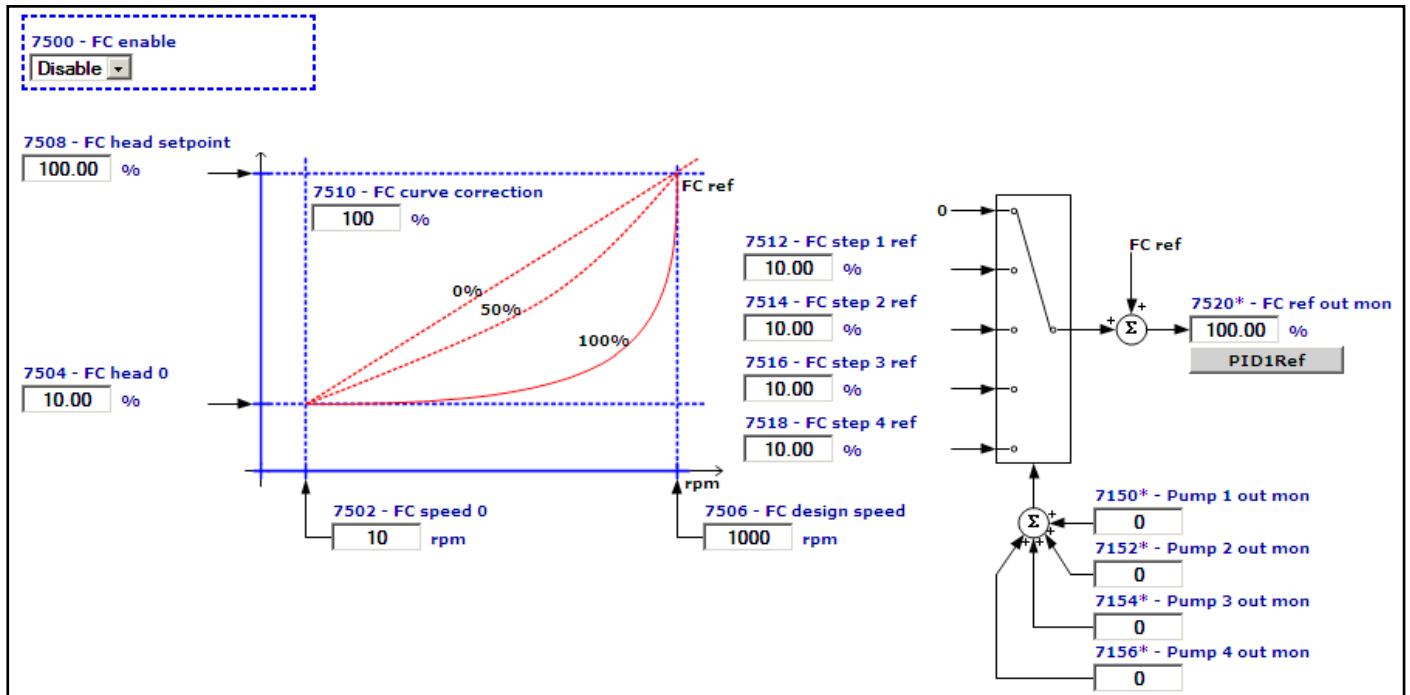 7500 - FC enable
Disable
7508 - FC head setpoint
100.00 %
7510 - FC curve correction
100 %
FC ref
0%
50%
100%
7504 - FC head 0
10.00 %
rpm
7502 - FC speed 0
10 rpm
7506 - FC design speed
1000 rpm
0
7512 - FC step 1 ref
10.00 %
7514 - FC step 2 ref
10.00 %
7516 - FC step 3 ref
10.00 %
7518 - FC step 4 ref
10.00 %
FC ref
+
+
Σ
7520* - FC ref out mon
100.00 %
PID1Ref
Σ
+
+
+ +
7150* - Pump 1 out mon
0
7152* - Pump 2 out mon
0
7154* - Pump 3 out mon
0
7156* - Pump 4 out mon
0